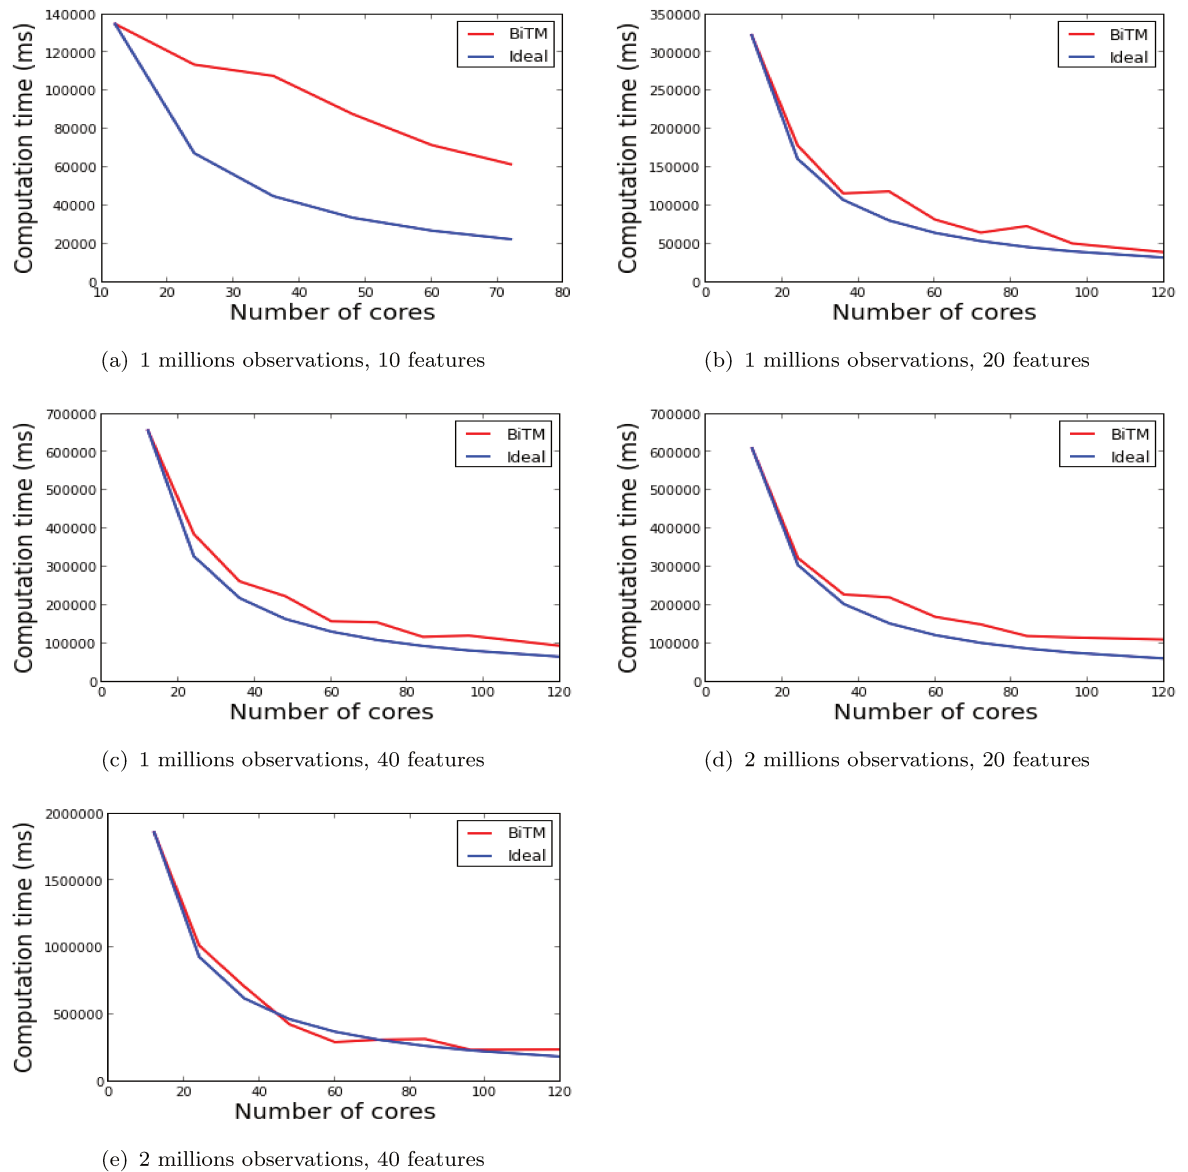 140000
120000
100000
80000
60000
40000
20000
0
Computation time (ms)
BiTM
Ideal
10 20 30 40 50 60 70 80
Number of cores
(a) 1 millions observations, 10 features
350000
300000
250000
200000
150000
100000
50000
0
Computation time (ms)
BiTM
Ideal
0 20 40 60 80 100 120
Number of cores
(b) 1 millions observations, 20 features
700000
600000
500000
400000
300000
200000
100000
0
Computation time (ms)
BiTM
Ideal
0 20 40 60 80 100 120
Number of cores
(c) 1 millions observations, 40 features
700000
600000
500000
400000
300000
200000
100000
0
Computation time (ms)
BiTM
Ideal
0 20 40 60 80 100 120
Number of cores
(d) 2 millions observations, 20 features
2000000
1500000
1000000
500000
0
Computation time (ms)
BiTM
Ideal
0 20 40 60 80 100 120
Number of cores
(e) 2 millions observations, 40 features